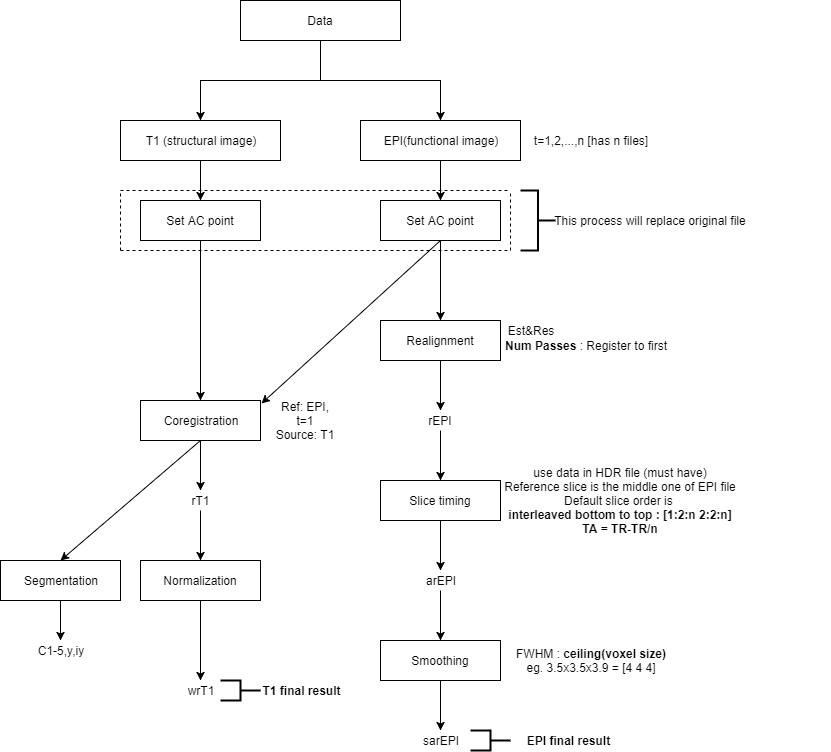 Data
T1 (structural image)
EPI(functional image)
t=1,2,...,n [has n files]
Set AC point
Set AC point
This process will replace original file
Realignment
Est&Res
Num Passes : Register to first
Coregistration
Ref: EPI,
t=1
Source: T1
rEPI
rT1
Slice timing
use data in HDR file (must have)
Reference slice is the middle one of EPI file
Default slice order is
interleaved bottom to top : [1:2:n 2:2:n]
TA = TR-TR/n
Segmentation
Normalization
arEPI
C1-5,y,iy
Smoothing
FWHM : ceiling(voxel size)
eg. 3.5x3.5x3.9 = [4 4 4]
wrT1
T1 final result
sarEPI
EPI final result